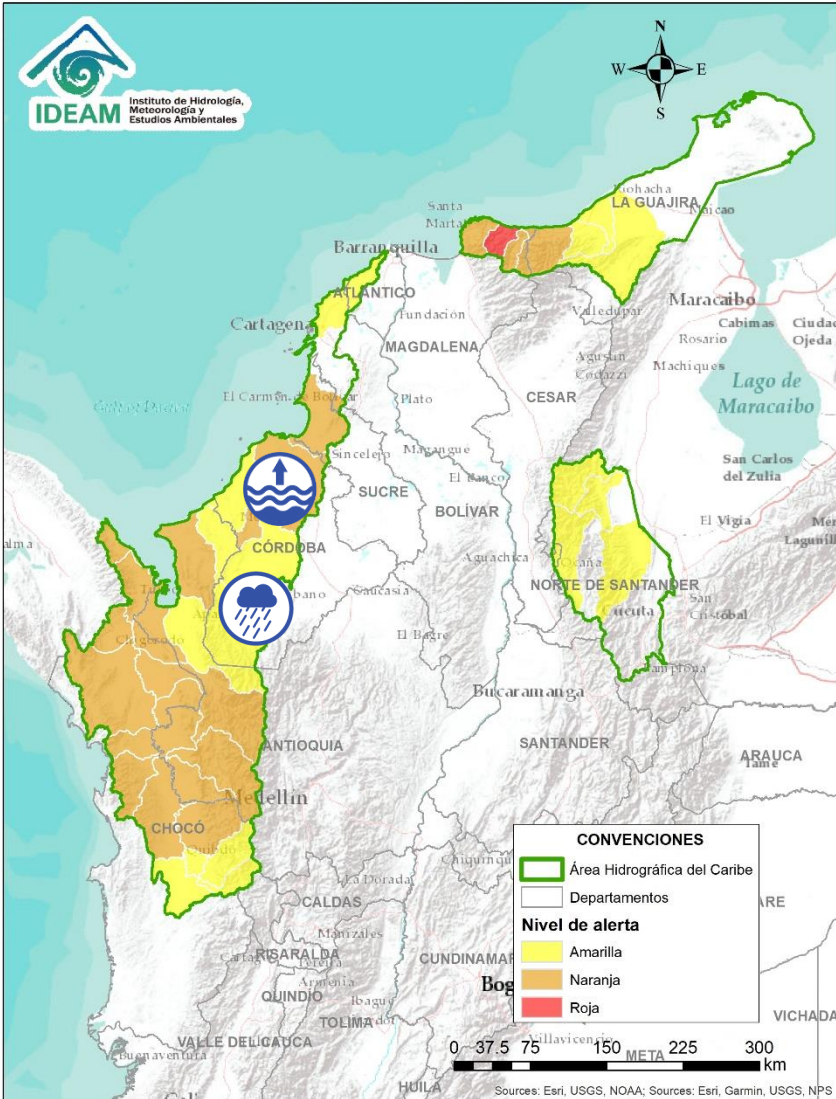 IDEAM
Instituto de Hidrología,
Meteorología y
Estudios Ambientales
N
W
E
S
Riohacha
LA GUAJIRA
Maicao
Santa
Marta
Barranquilla
ATLÁNTICO
Maracaibo
Cartagena
Fundación
Valledupar
Cabimas
Ciudad
Ojeda
Rosario
MAGDALENA
Machiques
Agustín
Codazzi
Lago de
Maracaibo
El Carmen de Bolívar
Plato
CESAR
Sincelejo
Magangue
San Carlos
del Zulia
El Banco
SUCRE
BOLÍVAR
El Vigía
CÓRDOBA
Aguachica
Ocaña
NORTE DE SANTANDER
San
Cristóbal
Caucasia
Cucuta
El Bagre
Chigorodo
Pamplona
Bucaramanga
ANTIOQUIA
SANTANDER
ARAUCA
Tame
Medellín
CHOCÓ
Quibdó
CONVENCIONES
Área Hidrográfica del Caribe
Departamentos
Nivel de alerta
Amarilla
Naranja
Roja
La Dorada
CALDAS
Manizales
RISARALDA
Pereira
Armenia
QUINDÍO
Ibagué
TOLIMA
VICHADA
Villavicencio
VALLE DEL CAUCA
Buenaventura
META
HUILA
0 37.5 75 150 225 300
km
Sources: Esri, USGS, NOAA; Sources: Esri, Garmin, USGS, NPS